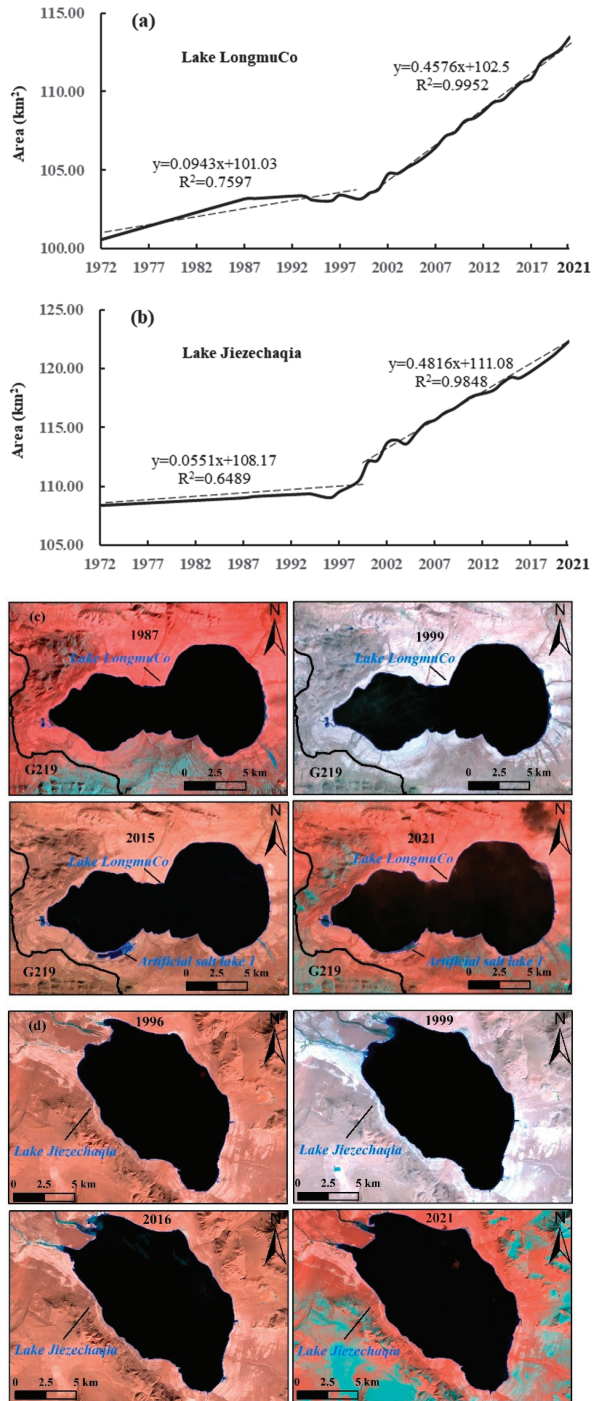 (a)
115.00
Lake LongmuCo
y=0.4576x+102.5
R²=0.9952
110.00
Area (km²)
105.00
y=0.0943x+101.03
R²=0.7597
100.00
1972 1977 1982 1987 1992 1997 2002 2007 2012 2017 2021
(b)
125.00
Lake Jiezechaqia
y=0.4816x+111.08
R²=0.9848
120.00
Area (km²)
115.00
y=0.0551x+108.17
R²=0.6489
110.00
105.00
1972 1977 1982 1987 1992 1997 2002 2007 2012 2017 2021
(c)
1987
N
Lake LongmuCo
G219
0 2.5 5 km
1999
N
Lake LongmuCo
G219
0 2.5 5 km
2015
N
Lake LongmuCo
Artificial salt lake 1
G219
0 2.5 5 km
2021
N
Lake LongmuCo
Artificial salt lake 1
G219
0 2.5 5 km
(d)
1996
N
Lake Jiezechaqia
0 2.5 5 km
1999
N
Lake Jiezechaqia
0 2.5 5 km
2016
N
Lake Jiezechaqia
0 2.5 5 km
2021
N
Lake Jiezechaqia
0 2.5 5 km